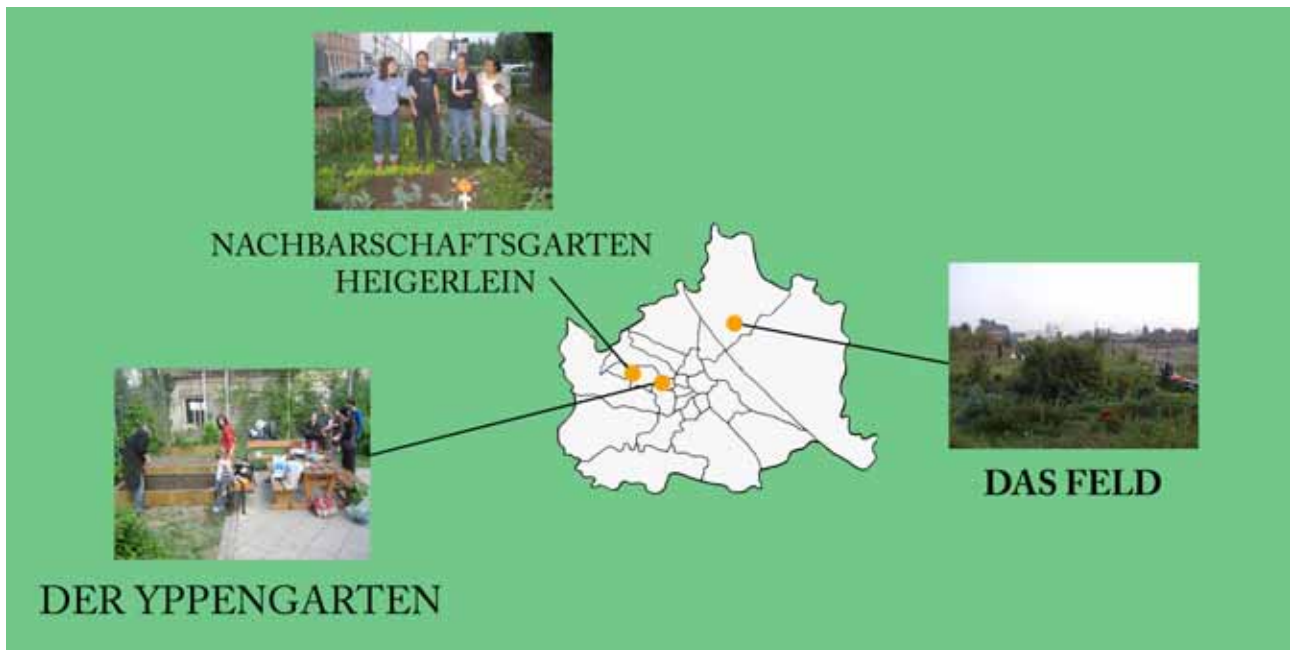 NACHBARSCHAFTSGARTEN
HEIGERLEIN
DAS FELD
DER YPPENGARTEN